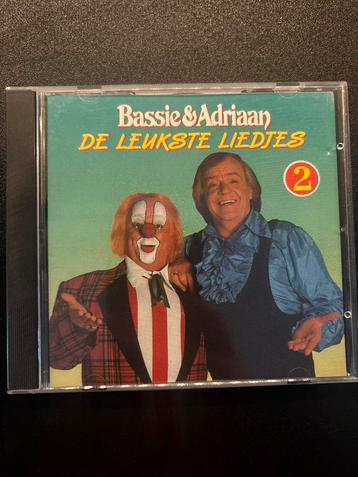 Bassie & Adriaan
DE LEUKSTE LIEDJES
2